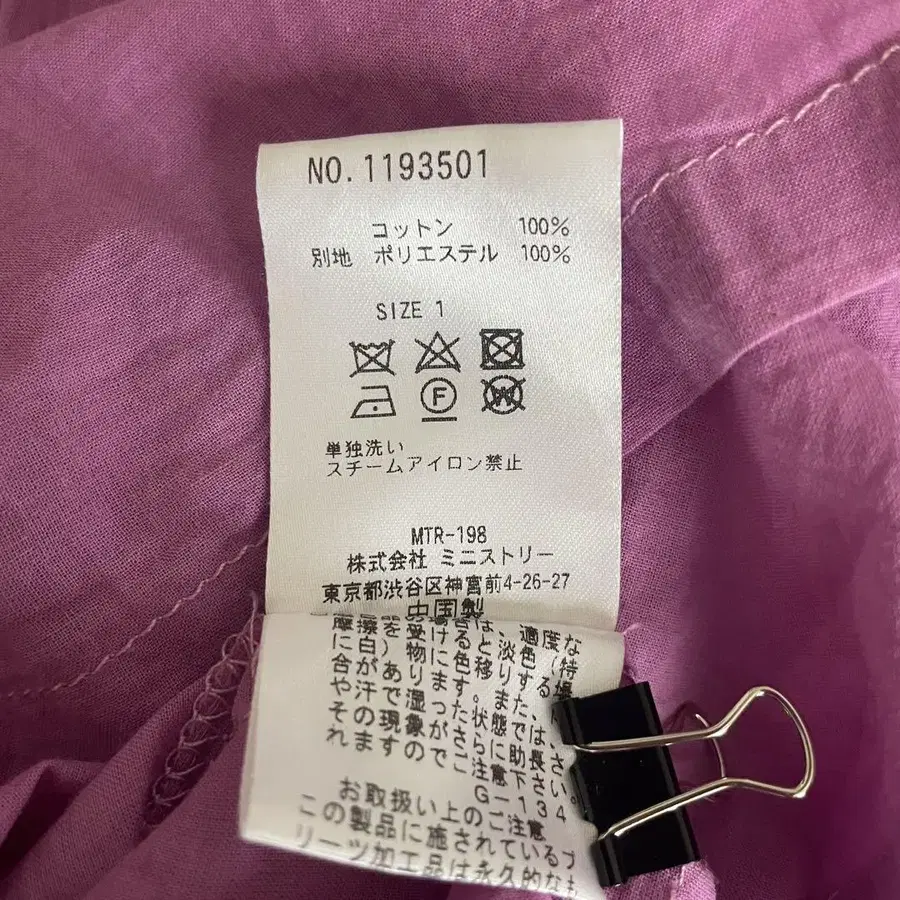 NO.1193501
コットン 100%
別地 ポリエステル 100%
SIZE 1
F
W
単独洗い
スチームアイロン禁止
MTR-198
株式会社 ミニストリー
東京都渋谷区神宮前4-26-27
中国製
は、適度な
摩擦を受けると淡色(特
に白)物に色移りする場
合があります。また、
や汗で湿った状態では、
その現象がさらに助長さ
れますのでご注意下さい。
G-134
お取扱い上のご注意
この製品に施されているプ
リーツ加工品は永久的なも